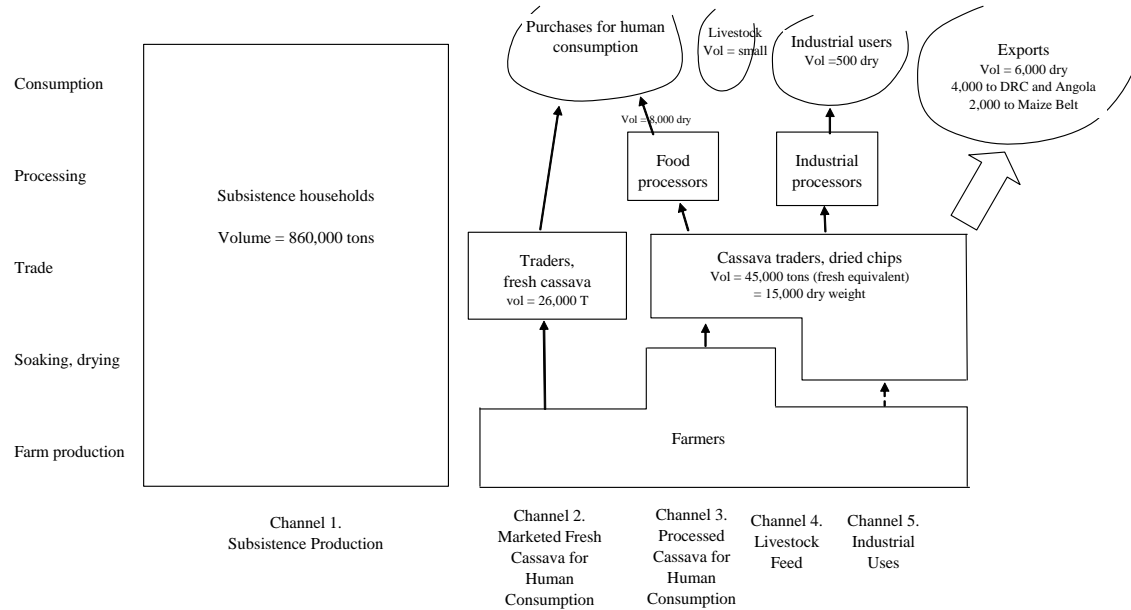 Consumption
Processing
Trade
Soaking, drying
Farm production
Subsistence households
Volume = 860,000 tons
Purchases for human
consumption
Livestock
Vol = small
Industrial users
Vol =500 dry
Exports
Vol = 6,000 dry
4,000 to DRC and Angola
2,000 to Maize Belt
Vol = 8,000 dry
Food
processors
Industrial
processors
Traders,
fresh cassava
vol = 26,000 T
Cassava traders, dried chips
Vol = 45,000 tons (fresh equivalent)
= 15,000 dry weight
Farmers
Channel 1.
Subsistence Production
Channel 2.
Marketed Fresh
Cassava for
Human
Consumption
Channel 3.
Processed
Cassava for
Human
Consumption
Channel 4.
Livestock
Feed
Channel 5.
Industrial
Uses